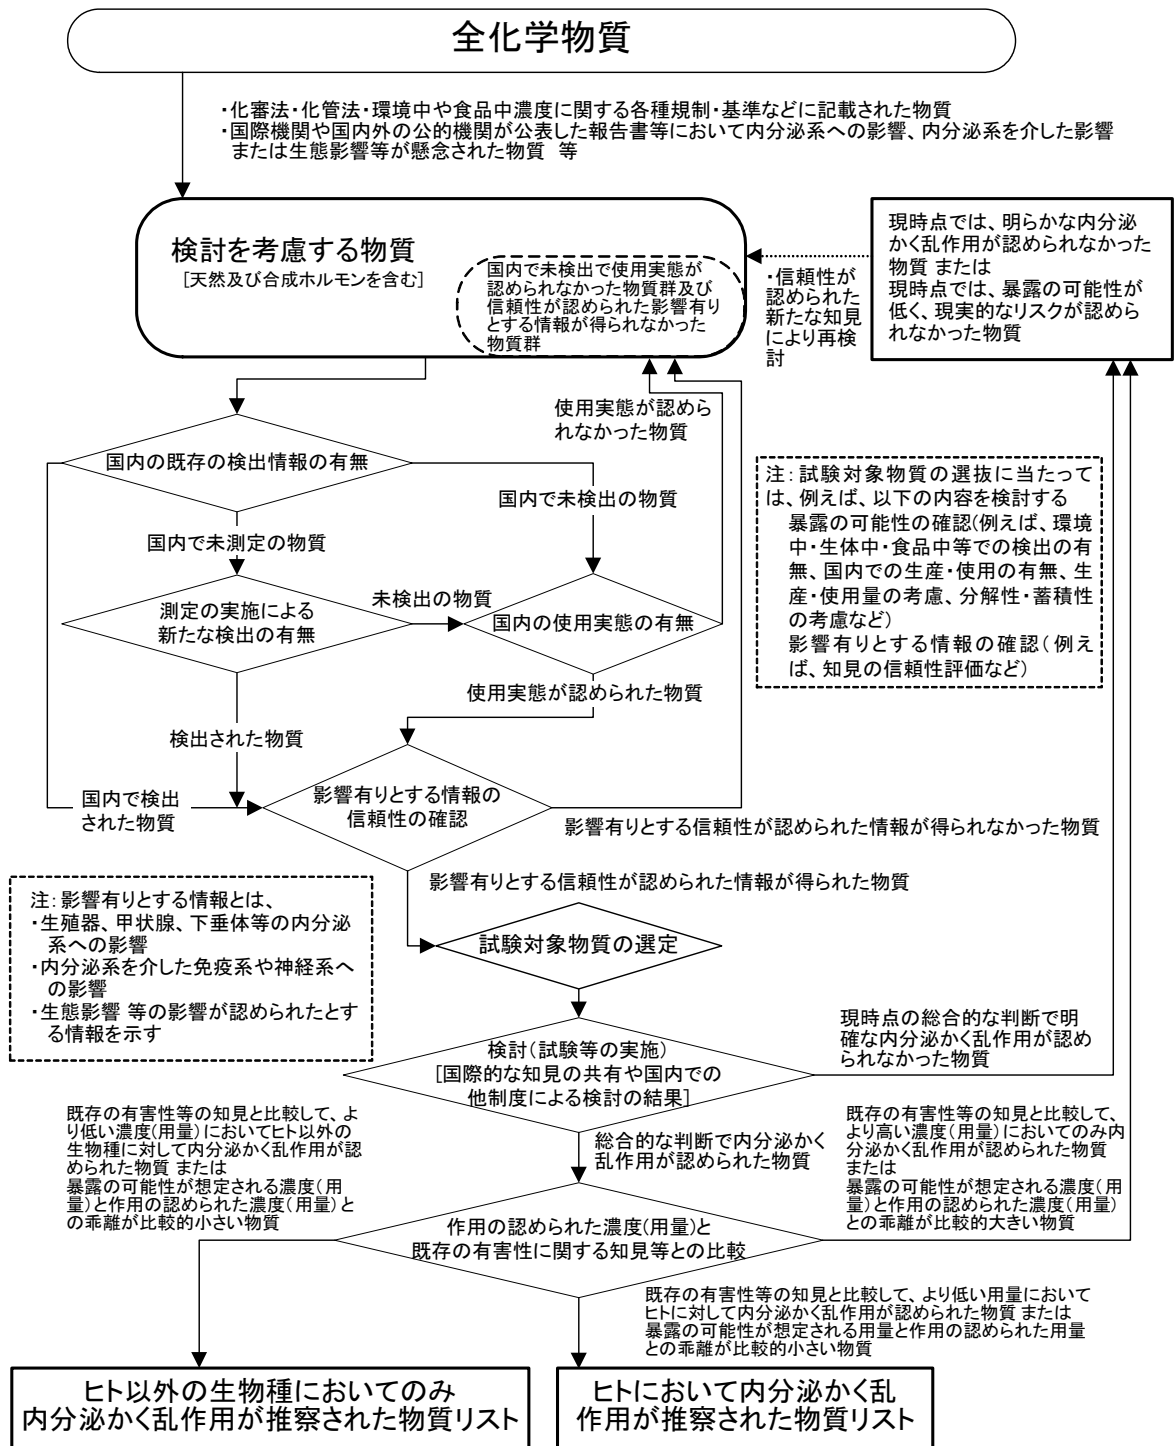 全化学物質
・化審法・化管法・環境中や食品中濃度に関する各種規制・基準などに記載された物質
・国際機関や国内外の公的機関が公表した報告書等において内分泌系への影響、内分泌系を介した影響
または生態影響等が懸念された物質 等
検討を考慮する物質
[天然及び合成ホルモンを含む]
国内で未検出で使用実態が
認められなかった物質群及び
信頼性が認められた影響有り
とする情報が得られなかった
物質群
・信頼性が
認められた
新たな知見
により再検
討
現時点では、明らかな内分泌
かく乱作用が認められなかった
物質 または
現時点では、暴露の可能性が
低く、現実的なリスクが認めら
れなかった物質
使用実態が認めら
れなかった物質
国内の既存の検出情報の有無
国内で未検出の物質
国内で未測定の物質
注:試験対象物質の選抜に当たって
は、例えば、以下の内容を検討する
暴露の可能性の確認(例えば、環境
中・生体中・食品中等での検出の有
無、国内での生産・使用の有無、生
産・使用量の考慮、分解性・蓄積性
の考慮など)
影響有りとする情報の確認(例え
ば、知見の信頼性評価など)
測定の実施による
新たな検出の有無
未検出の物質
国内の使用実態の有無
使用実態が認められた物質
検出された物質
国内で検出
された物質
影響有りとする情報の
信頼性の確認
影響有りとする信頼性が認められた情報が得られなかった物質
影響有りとする信頼性が認められた情報が得られた物質
注:影響有りとする情報とは、
・生殖器、甲状腺、下垂体等の内分泌
系への影響
・内分泌系を介した免疫系や神経系へ
の影響
・生態影響 等の影響が認められたとす
る情報を示す
試験対象物質の選定
現時点の総合的な判断で明
確な内分泌かく乱作用が認め
られなかった物質
検討(試験等の実施)
[国際的な知見の共有や国内での
他制度による検討の結果]
既存の有害性等の知見と比較して、よ
り低い濃度(用量)においてヒト以外の
生物種に対して内分泌かく乱作用が認
められた物質 または
暴露の可能性が想定される濃度(用
量)と作用の認められた濃度(用量)と
の乖離が比較的小さい物質
総合的な判断で内分泌かく
乱作用が認められた物質
既存の有害性等の知見と比較して、
より高い濃度(用量)においてのみ内
分泌かく乱作用が認められた物質
または
暴露の可能性が想定される濃度(用
量)と作用の認められた濃度(用量)
との乖離が比較的大きい物質
作用の認められた濃度(用量)と
既存の有害性に関する知見等との比較
既存の有害性等の知見と比較して、より低い用量において
ヒトに対して内分泌かく乱作用が認められた物質 または
暴露の可能性が想定される用量と作用の認められた用量
との乖離が比較的小さい物質
ヒト以外の生物種においてのみ
内分泌かく乱作用が推察された物質リスト
ヒトにおいて内分泌かく乱
作用が推察された物質リスト